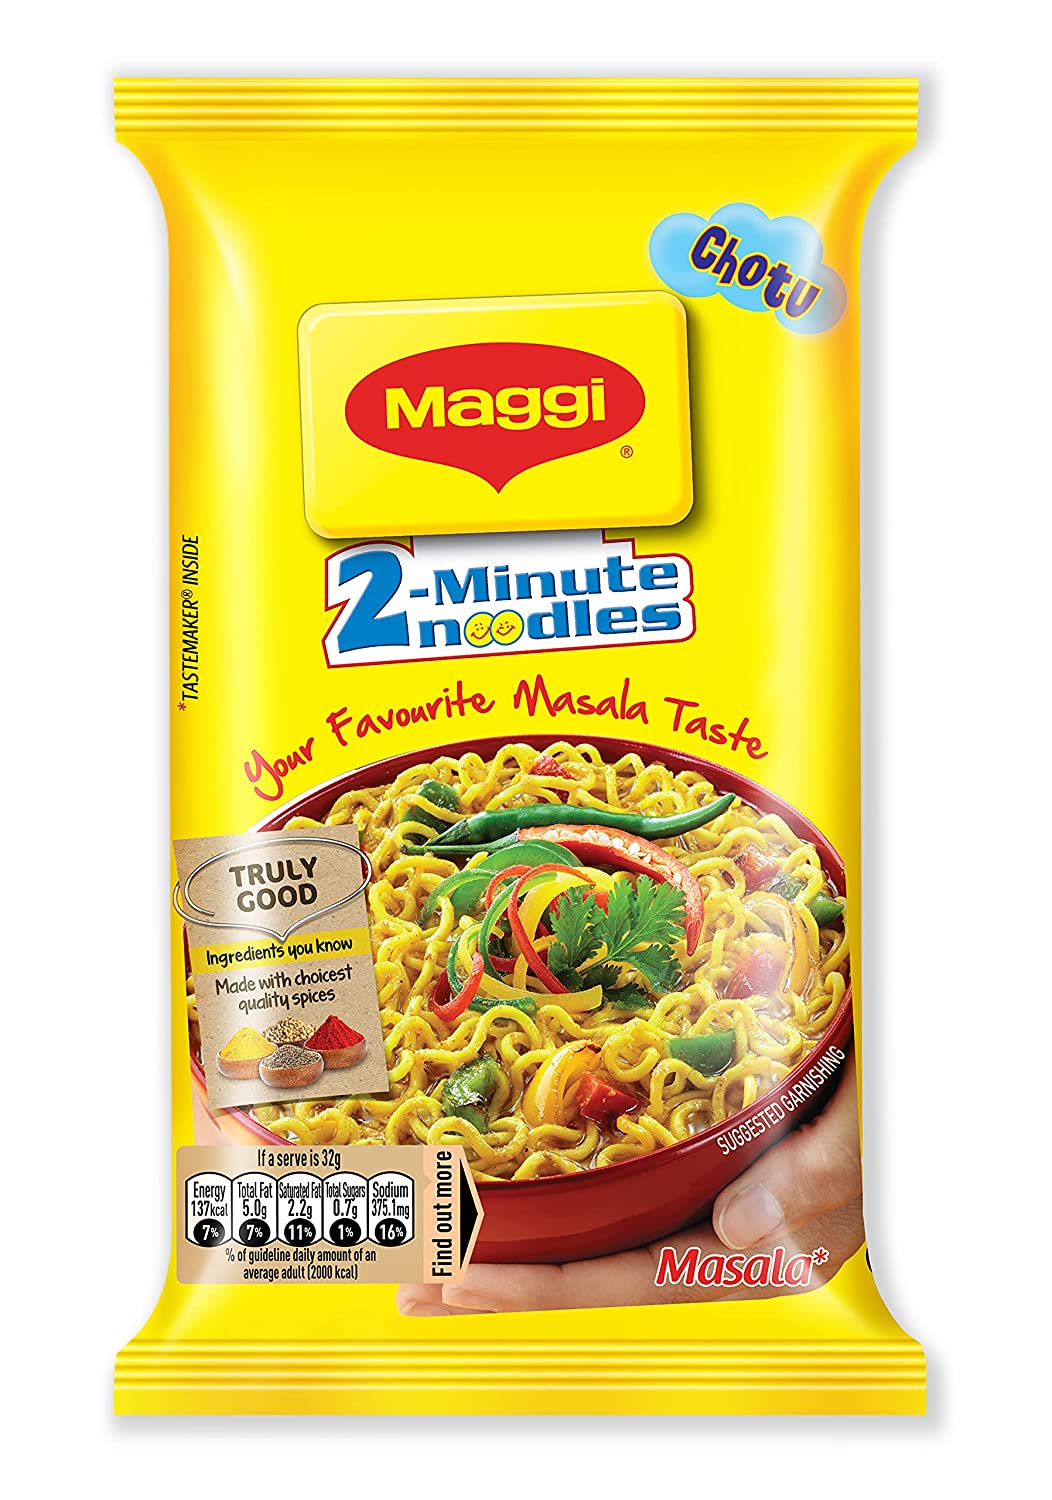 Chotu
Maggi
®
2-Minute
noodles
*TASTEMAKER® INSIDE
Your Favourite Masala Taste
TRULY
GOOD
Ingredients you know
Made with choicest
quality spices
SUGGESTED GARNISHING
If a serve is 32g
Energy Total Fat Saturated Fat Total Sugars Sodium
137kcal 5.0g 2.2g 0.7g 375.1mg
7% 7% 11% 1% 16%
% of guideline daily amount of an
average adult (2000 kcal)
Find out more
Masala*